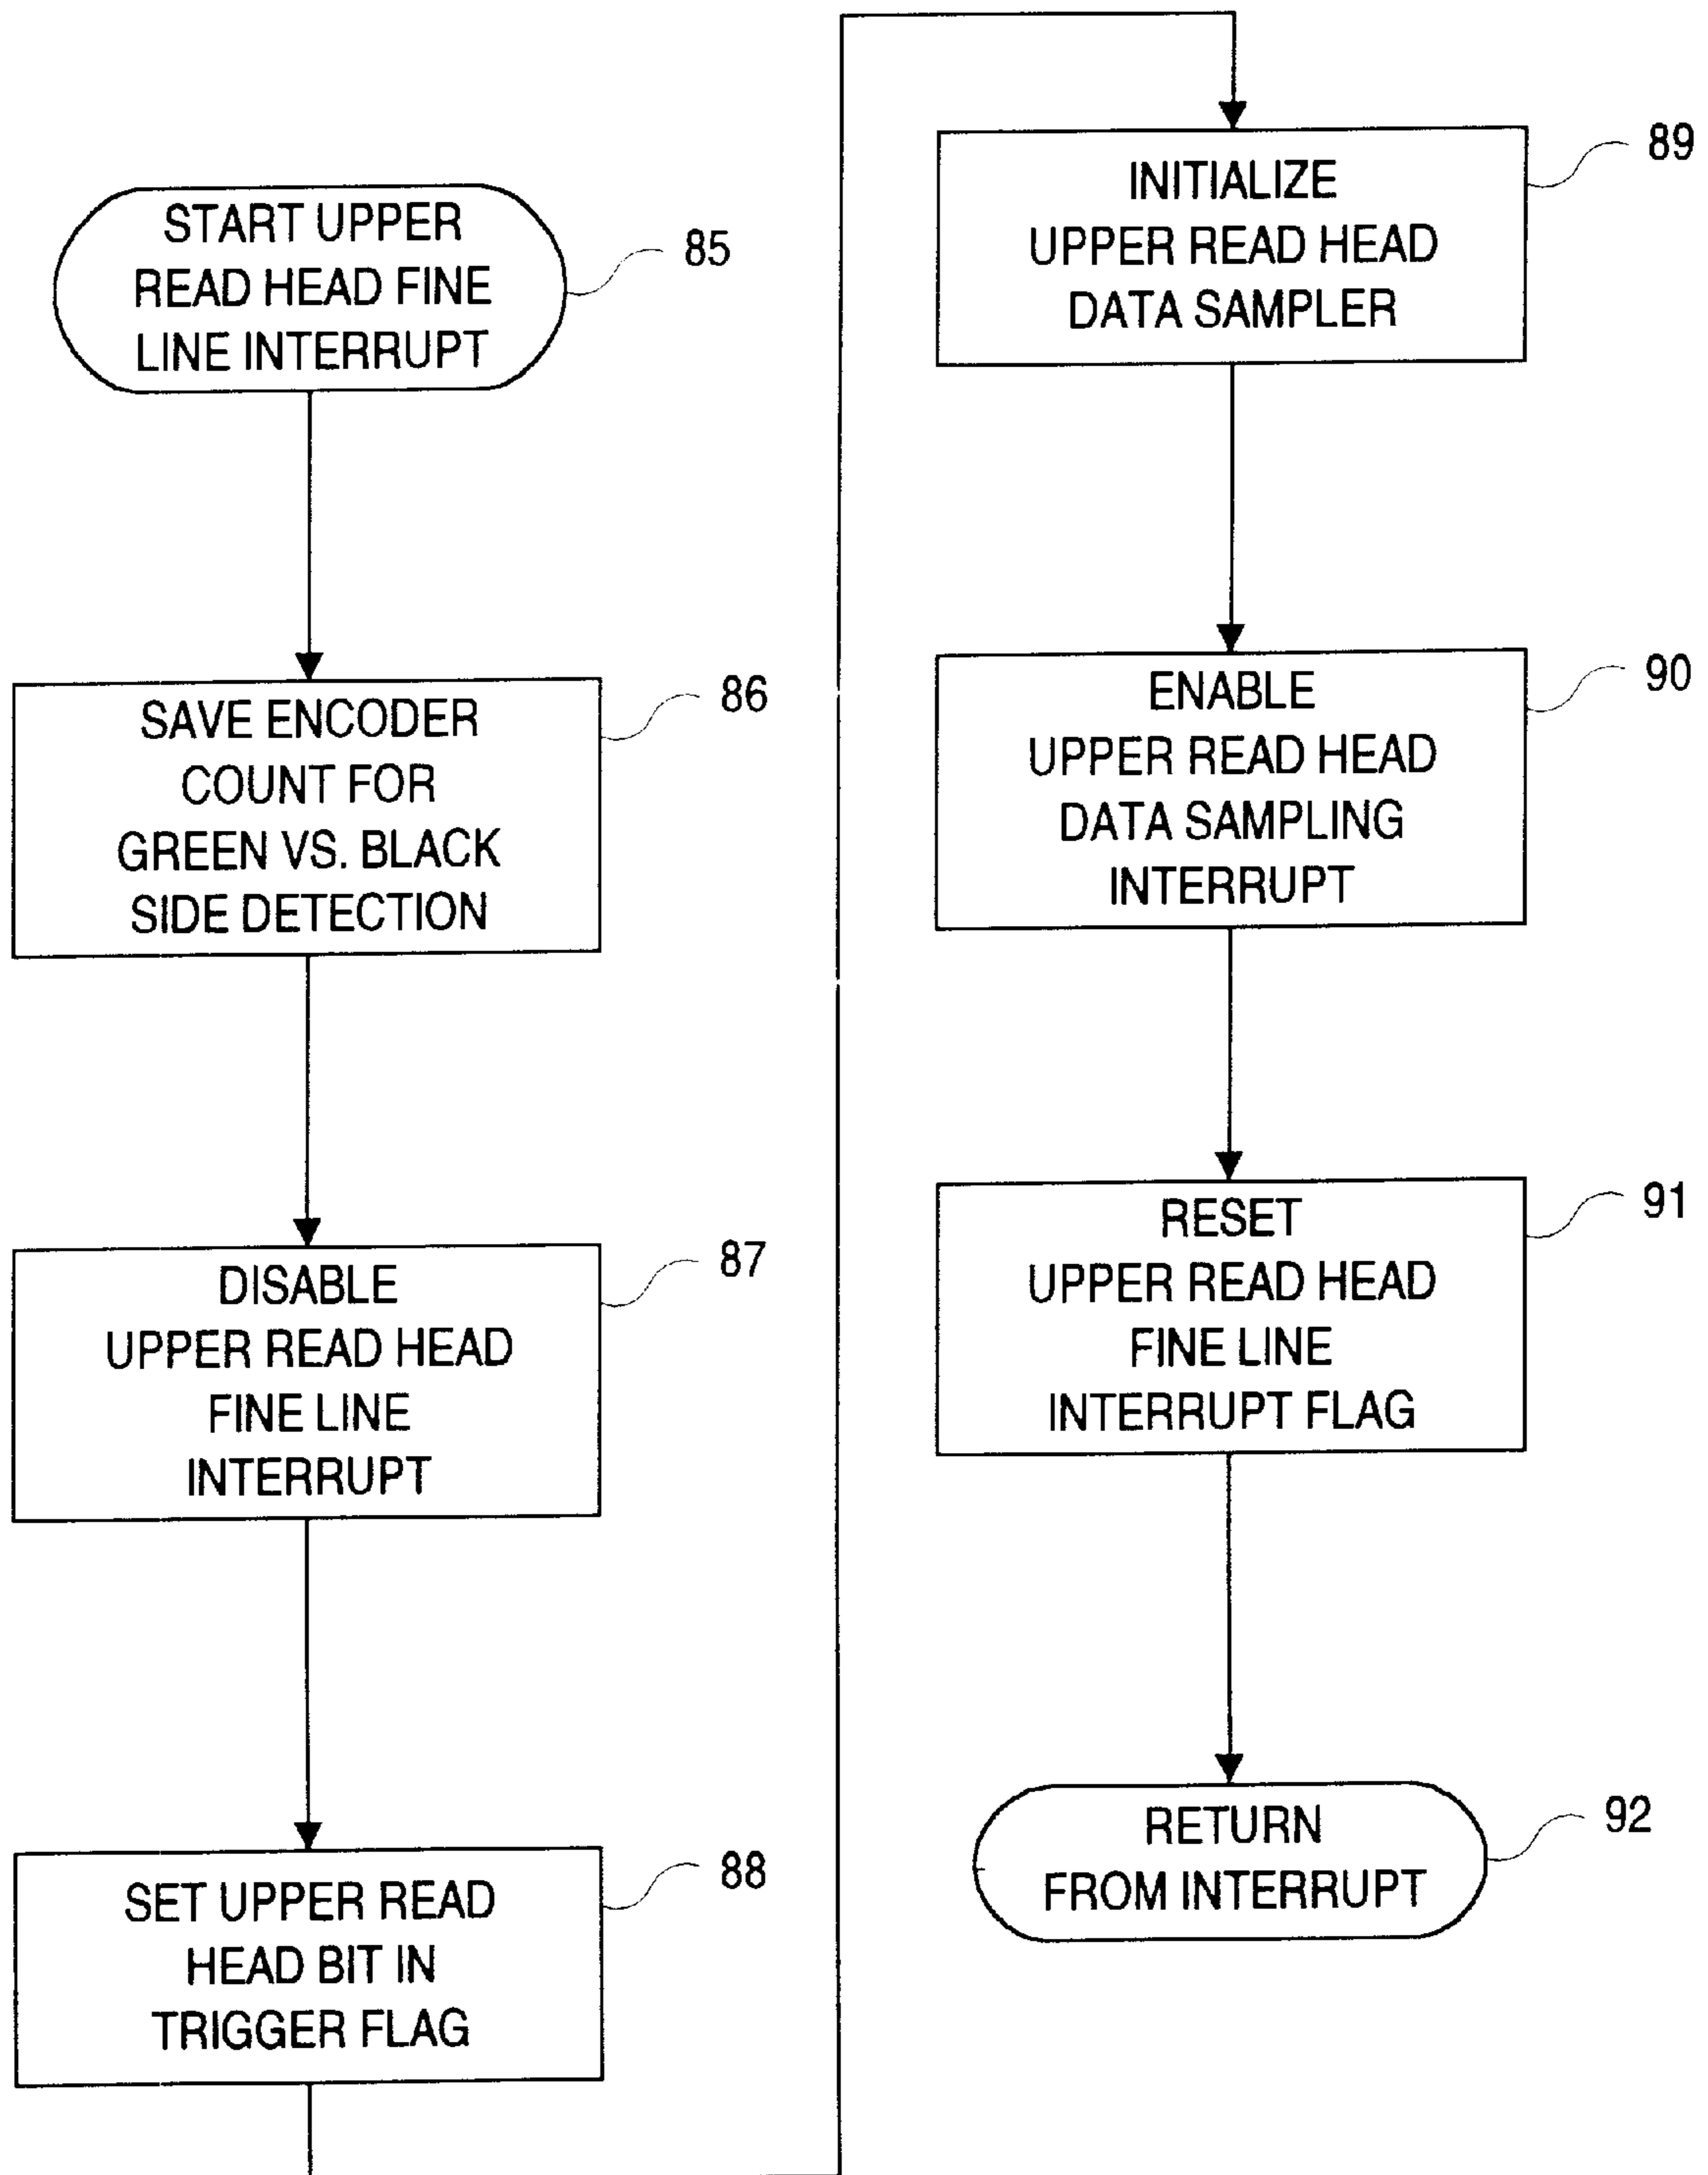 START UPPER
READ HEAD FINE
LINE INTERRUPT
85
SAVE ENCODER
COUNT FOR
GREEN VS. BLACK
SIDE DETECTION
86
DISABLE
UPPER READ HEAD
FINE LINE
INTERRUPT
87
SET UPPER READ
HEAD BIT IN
TRIGGER FLAG
88
INITIALIZE
UPPER READ HEAD
DATA SAMPLER
89
ENABLE
UPPER READ HEAD
DATA SAMPLING
INTERRUPT
90
RESET
UPPER READ HEAD
FINE LINE
INTERRUPT FLAG
91
RETURN
FROM INTERRUPT
92